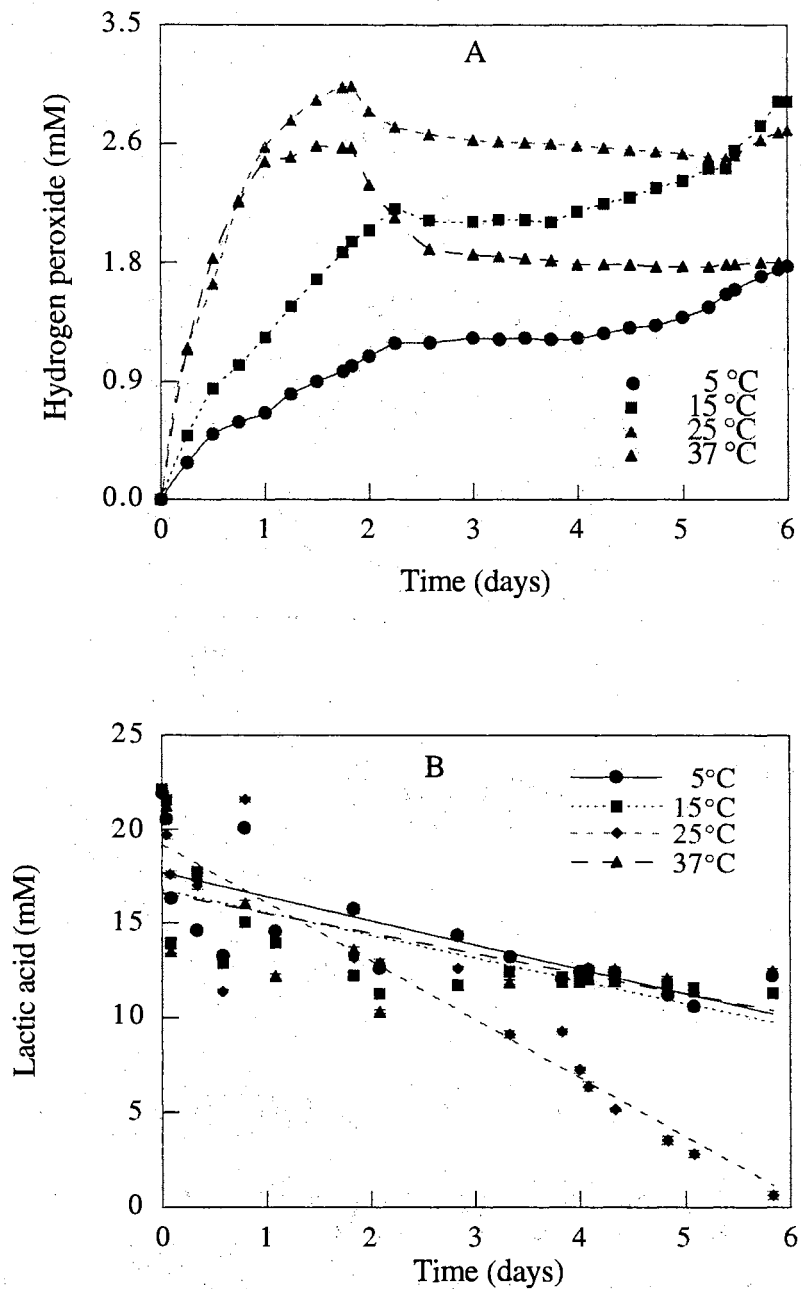 A
3.5
2.6
1.8
0.9
0.0
Hydrogen peroxide (mM)
5 °C
15 °C
25 °C
37 °C
0 1 2 3 4 5 6
Time (days)
B
25
20
15
10
5
0
Lactic acid (mM)
5°C
15°C
25°C
37°C
0 1 2 3 4 5 6
Time (days)